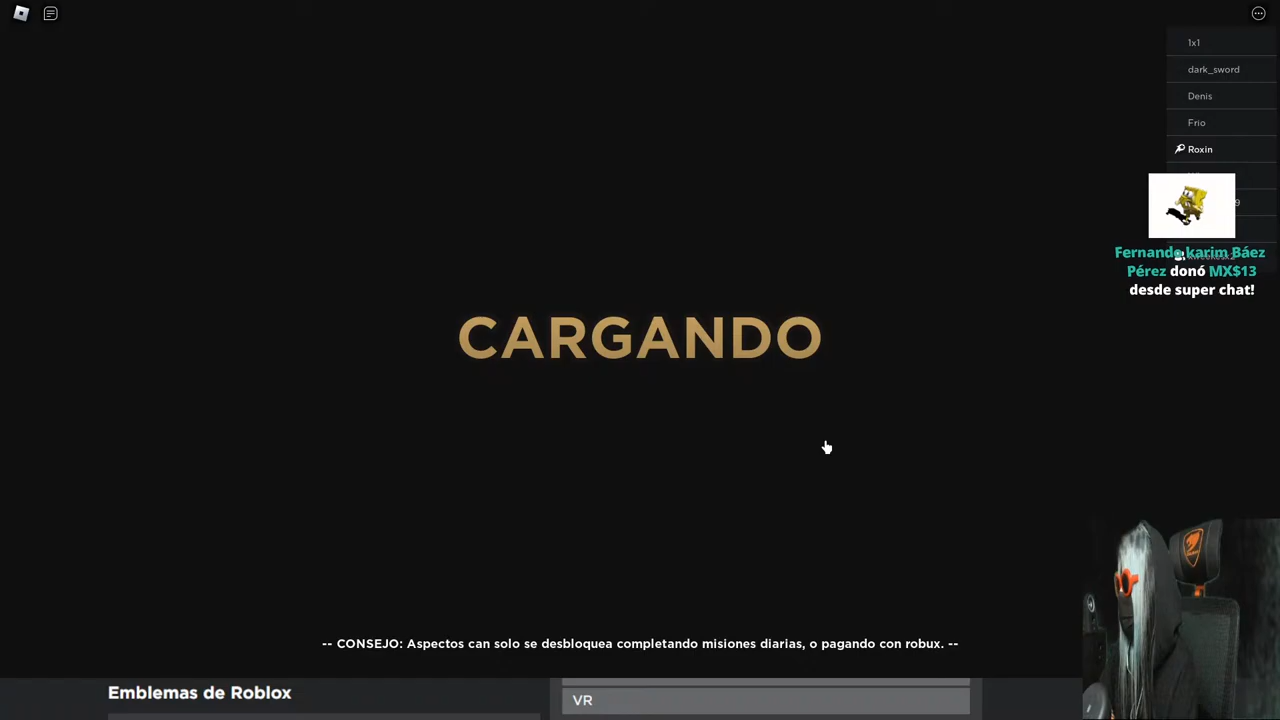 1x1
dark_sword
Denis
Frio
Roxin
9
Fernando karim Báez
Pérez donó MX$13
desde super chat!
CARGANDO
-- CONSEJO: Aspectos can solo se desbloquea completando misiones diarias, o pagando con robux. --
Emblemas de Roblox
VR